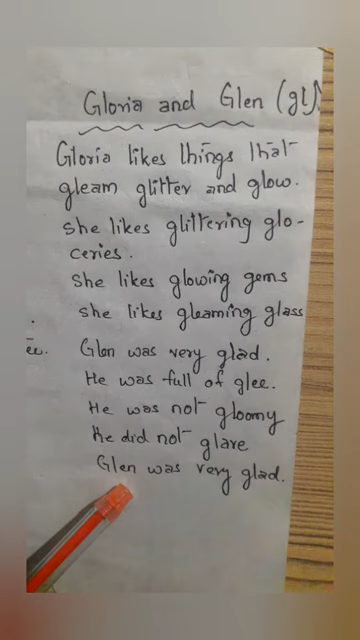 Gloria and Glen (gl)
Gloria likes things that
gleam glitter and glow.
She likes glittering glo-
ceries.
She likes glowing gems
she likes gleaming glass
ee. Glen was very glad.
He was full of glee.
He was not gloomy
He did not glare
Glen was very glad.